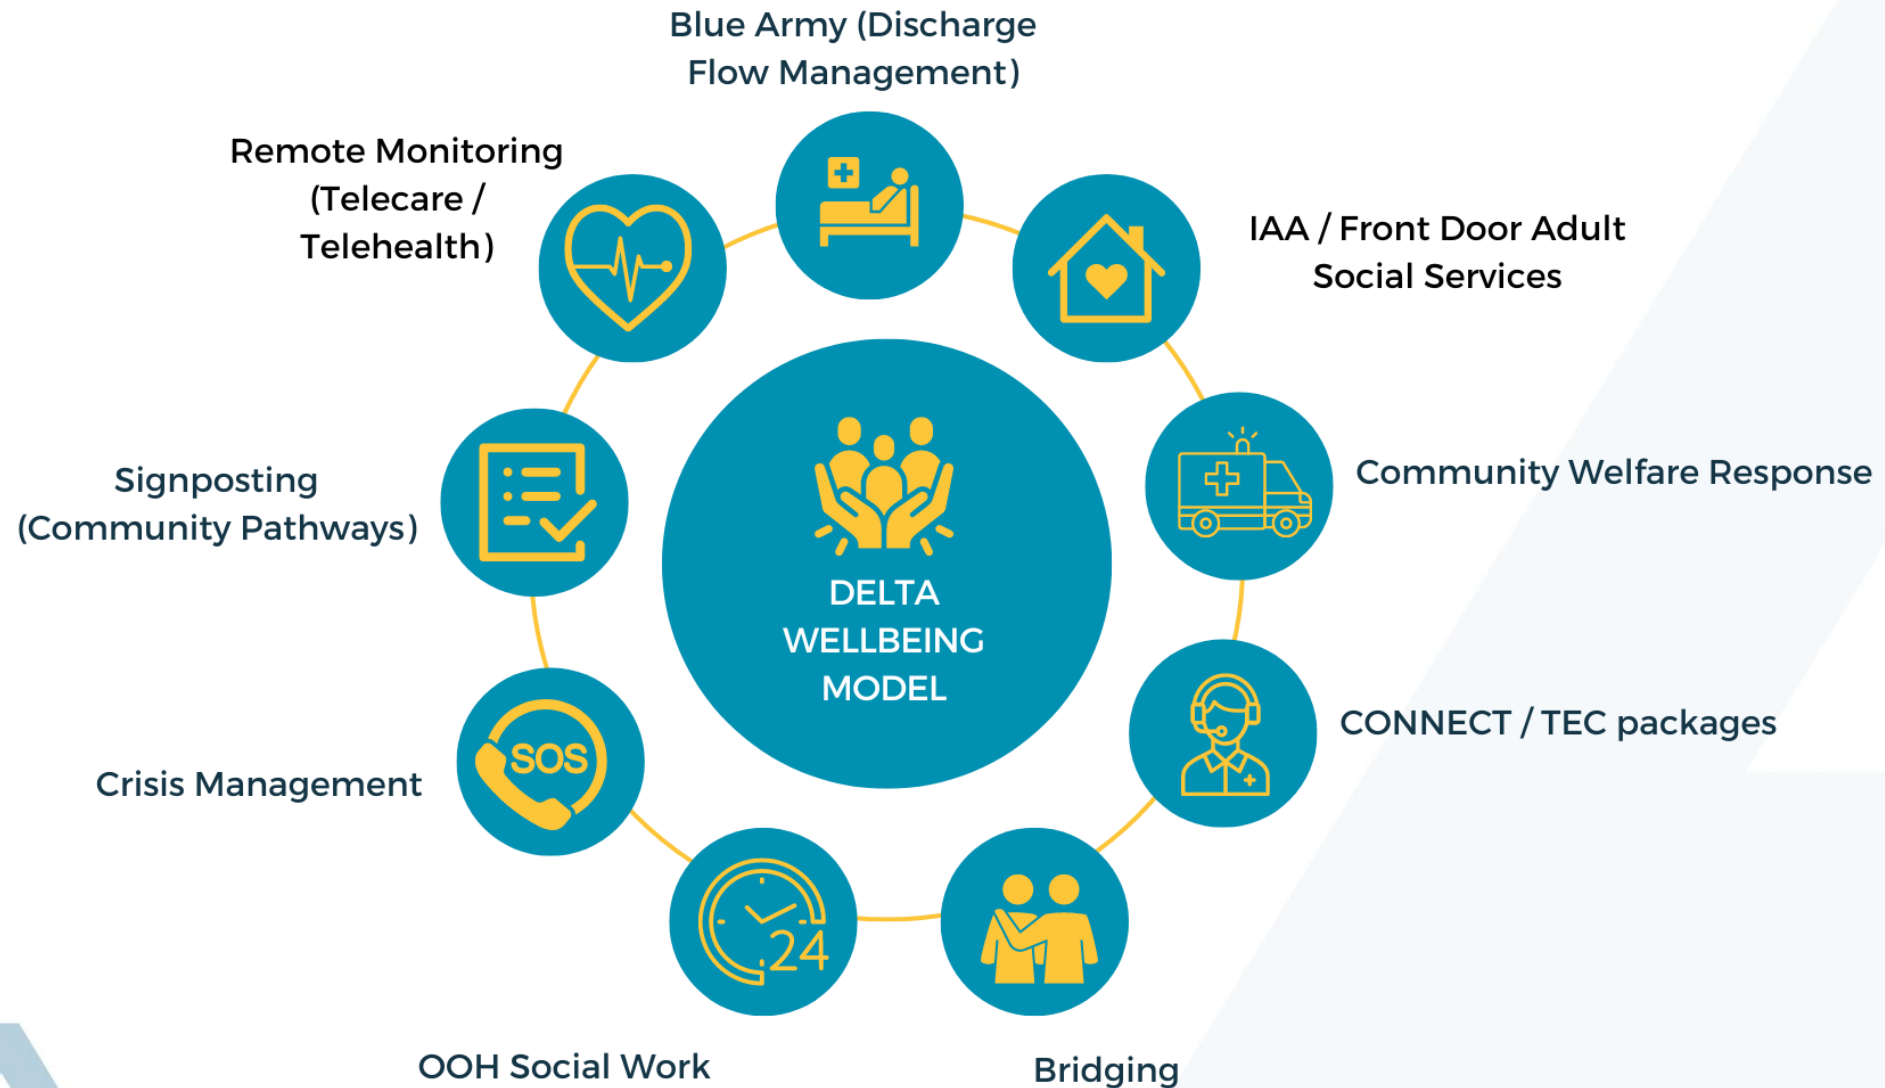 Blue Army (Discharge
Flow Management)
Remote Monitoring
(Telecare /
Telehealth)
IAA / Front Door Adult
Social Services
Signposting
(Community Pathways)
Community Welfare Response
DELTA
WELLBEING
MODEL
CONNECT / TEC packages
SOS
Crisis Management
24
OOH Social Work
Bridging